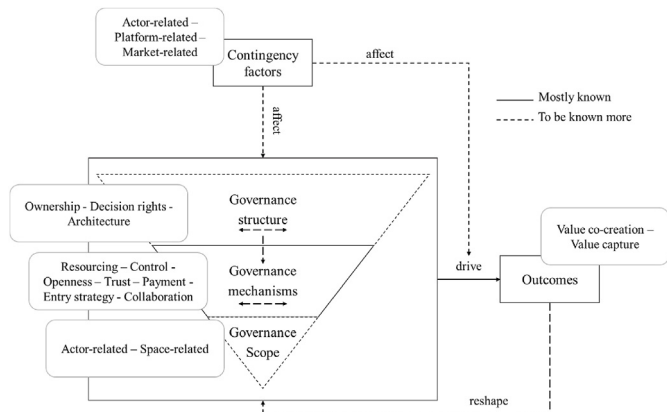 Actor-related –
Platform-related–
Market-related
Contingency
factors
affect
affect
Mostly known
To be known more
Ownership - Decision rights -
Architecture
Governance
structure
Resourcing – Control -
Openness – Trust – Payment -
Entry strategy - Collaboration
Governance
mechanisms
Actor-related – Space-related
Governance
Scope
drive
Value co-creation –
Value capture
Outcomes
reshape